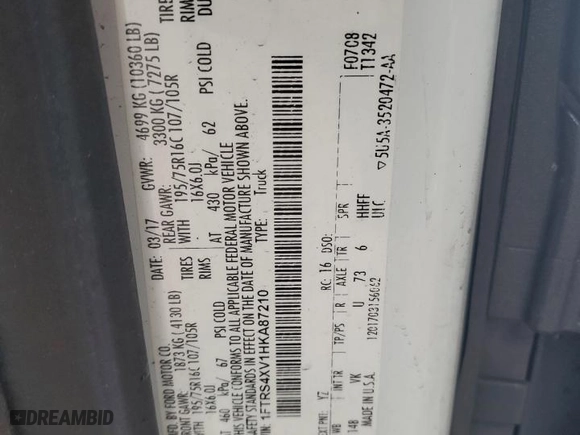 MFD. BY FORD MOTOR CO.
DATE: 03/17 GVWR: 4699 KG (10360 LB)
FRONT GAWR: 1873 KG (4130 LB) REAR GAWR: 3300 KG (7275 LB)
195/75R16C 107/105R TIRES WITH 195/75R16C 107/105R TIRE
16X6.0J RIMS 16X6.0J RIMS
AT 460 kPa/ 67 PSI COLD AT 430 kPa/ 62 PSI COLD DU
THIS VEHICLE CONFORMS TO ALL APPLICABLE FEDERAL MOTOR VEHICLE
SAFETY STANDARDS IN EFFECT ON THE DATE OF MANUFACTURE SHOWN ABOVE.
VIN: 1FTRS4XV1HKA87210 TYPE: Truck
EXT PNT: YZ RC: 16 DSO: F07C8
WB INT TR TP/PS R AXLE TR SPR T1342
148 VK U 73 6 HHFF
MADE IN U.S.A. UTC
1201703156062 ▽5U5A-3520472-AA
DREAMBID